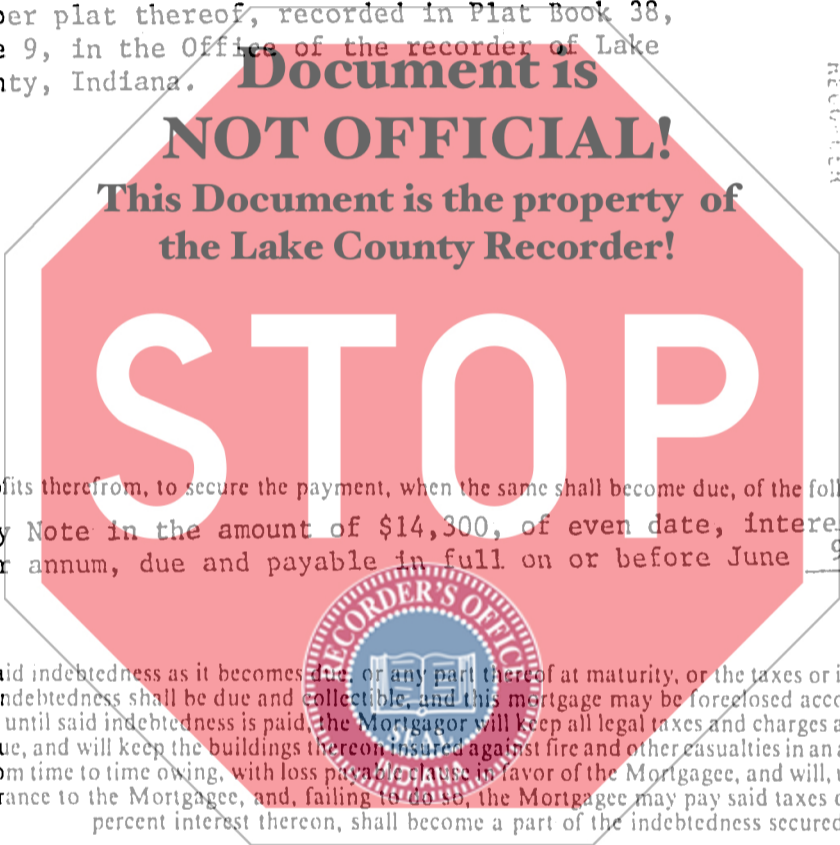 per plat thereof, recorded in Plat Book 38,
e 9, in the Office of the recorder of Lake
nty, Indiana.
Document is
NOT OFFICIAL!
This Document is the property of
the Lake County Recorder!
STOP
fits therefrom, to secure the payment, when the same shall become due, of the foll
y Note in the amount of $14,300, of even date, intere
r annum, due and payable in full on or before June 9
RECORDER'S OFFICE
SEAL
INDIANA
aid indebtedness as it becomes due, or any part thereof at maturity, or the taxes or i
ndebtedness shall be due and collectible, and this mortgage may be foreclosed acco
until said indebtedness is paid, the Mortgagor will keep all legal taxes and charges a
ue, and will keep the buildings thereon insured against fire and other casualties in an a
om time to time owing, with loss payable clause in favor of the Mortgagee, and will, u
rance to the Mortgagee, and, failing to do so, the Mortgagee may pay said taxes o
percent interest thereon, shall become a part of the indebtedness secured